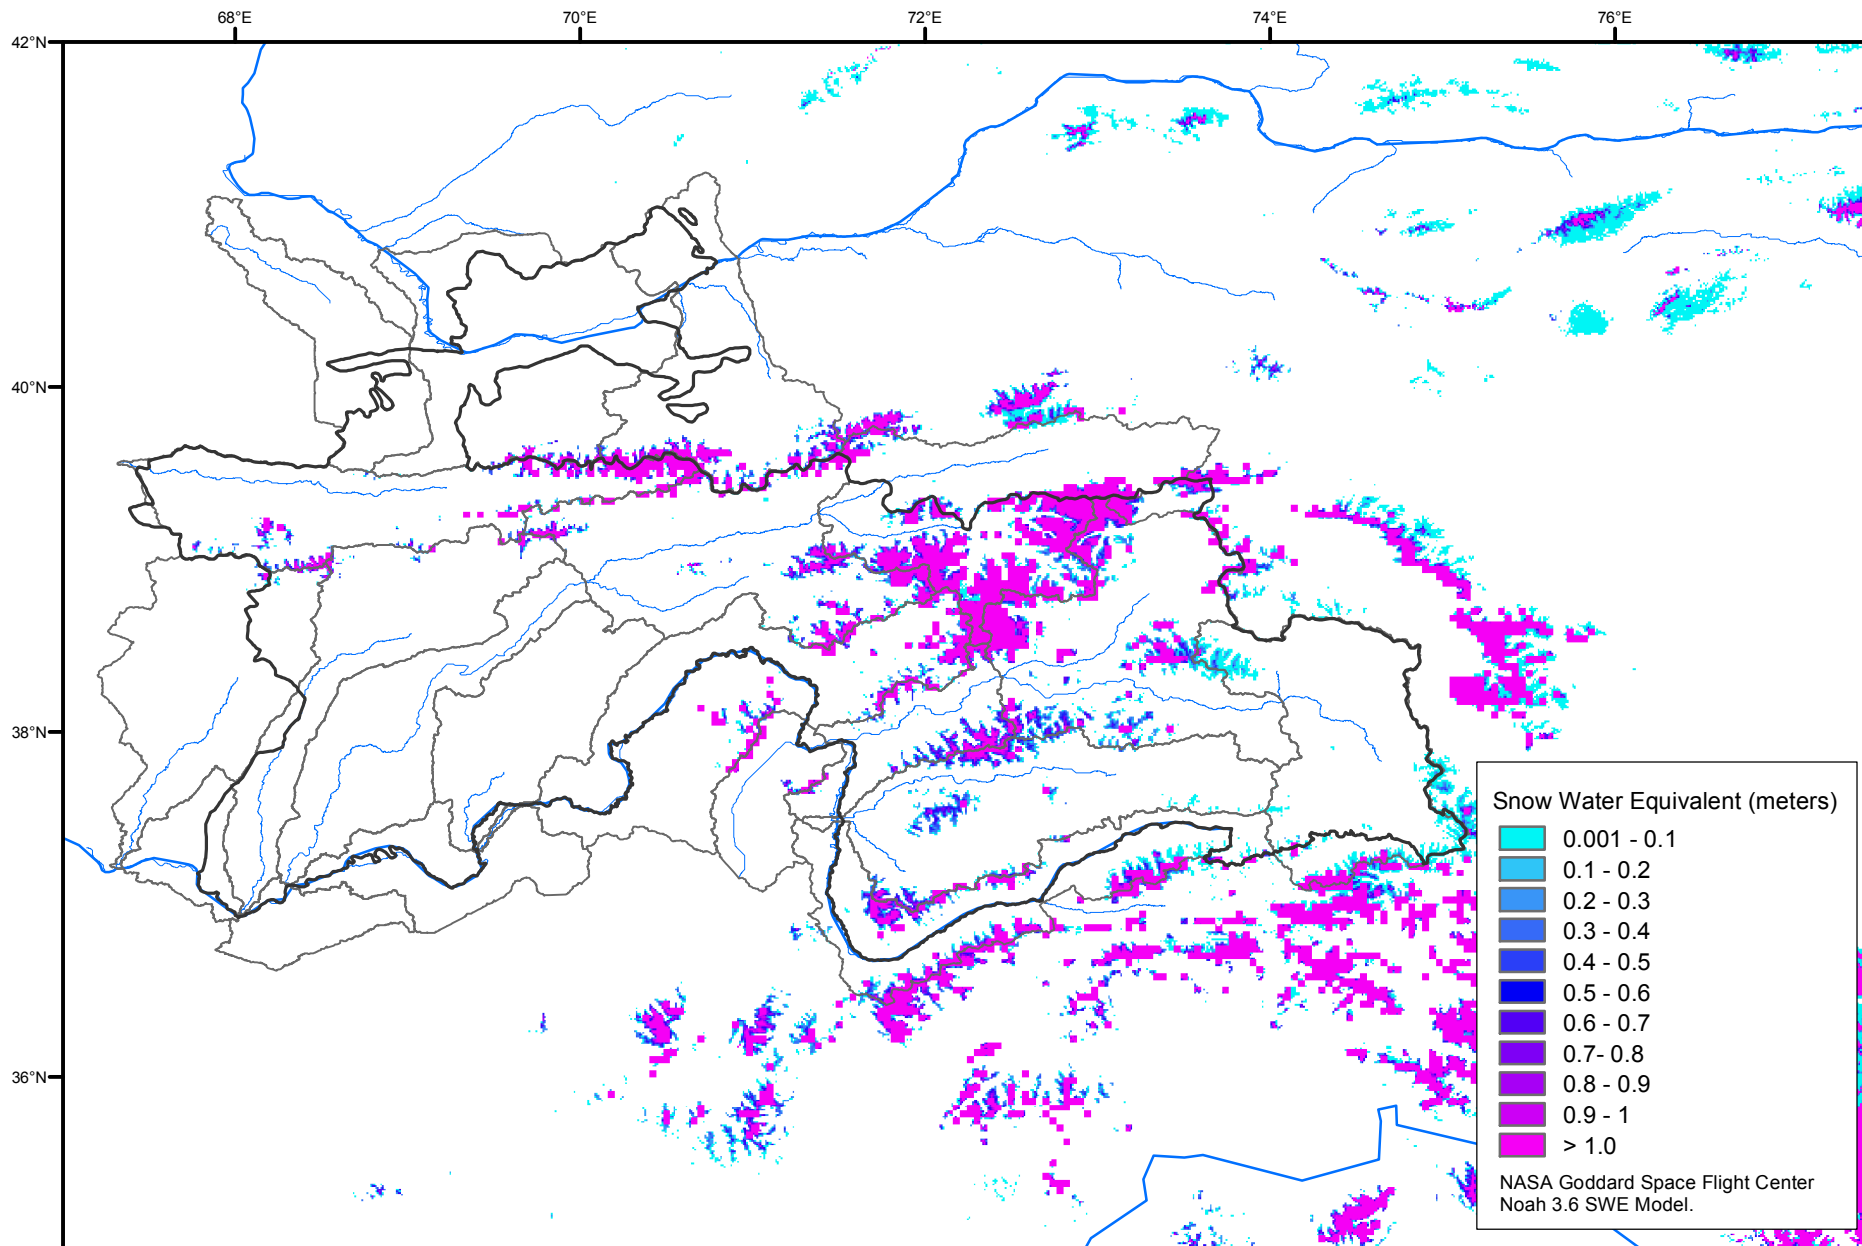 68°E 70°E 72°E 74°E 76°E
42°N
40°N
38°N
36°N
Snow Water Equivalent (meters)
0.001 - 0.1
0.1 - 0.2
0.2 - 0.3
0.3 - 0.4
0.4 - 0.5
0.5 - 0.6
0.6 - 0.7
0.7- 0.8
0.8 - 0.9
0.9 - 1
> 1.0
NASA Goddard Space Flight Center
Noah 3.6 SWE Model.